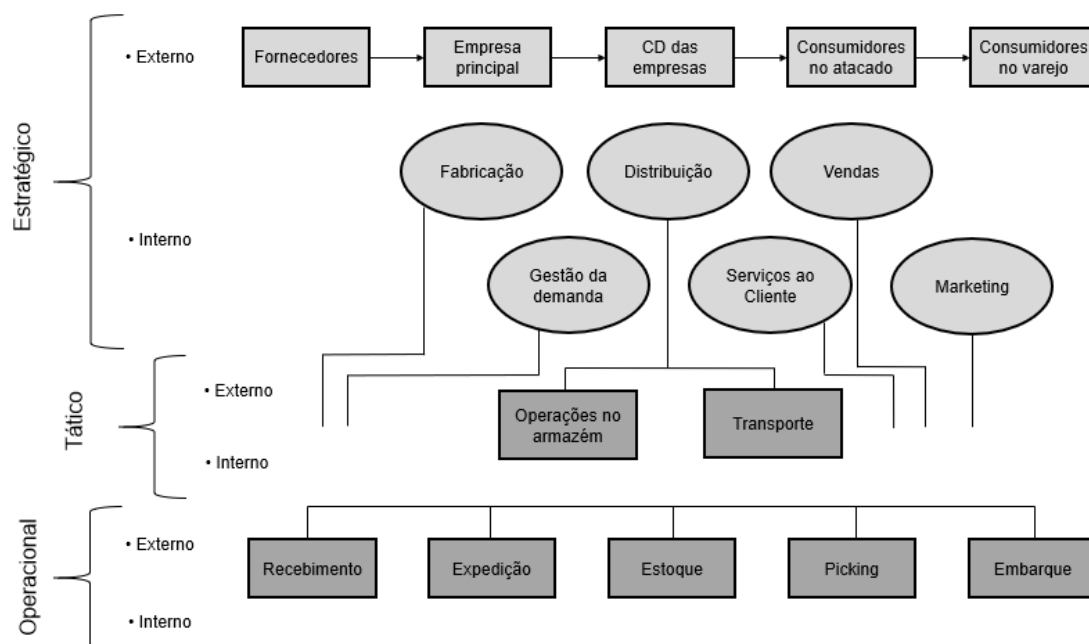 Estratégico
• Externo
Fornecedores
Empresa
principal
CD das
empresas
Consumidores
no atacado
Consumidores
no varejo
• Interno
Fabricação
Distribuição
Vendas
Gestão da
demanda
Serviços ao
Cliente
Marketing
Tático
• Externo
Operações no
armazém
Transporte
• Interno
Operacional
• Externo
Recebimento
Expedição
Estoque
Picking
Embarque
• Interno